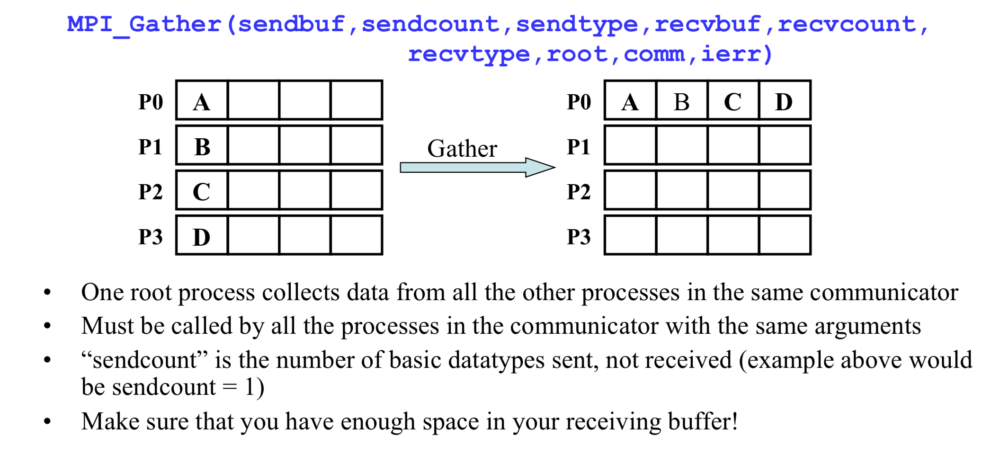 MPI_Gather(sendbuf,sendcount,sendtype,recvbuf,recvcount,
recvtype,root,comm,ierr)
P0 A P0 A B C D
P1 B Gather P1
P2 C P2
P3 D P3
• One root process collects data from all the other processes in the same communicator
• Must be called by all the processes in the communicator with the same arguments
• “sendcount” is the number of basic datatypes sent, not received (example above would
be sendcount = 1)
• Make sure that you have enough space in your receiving buffer!